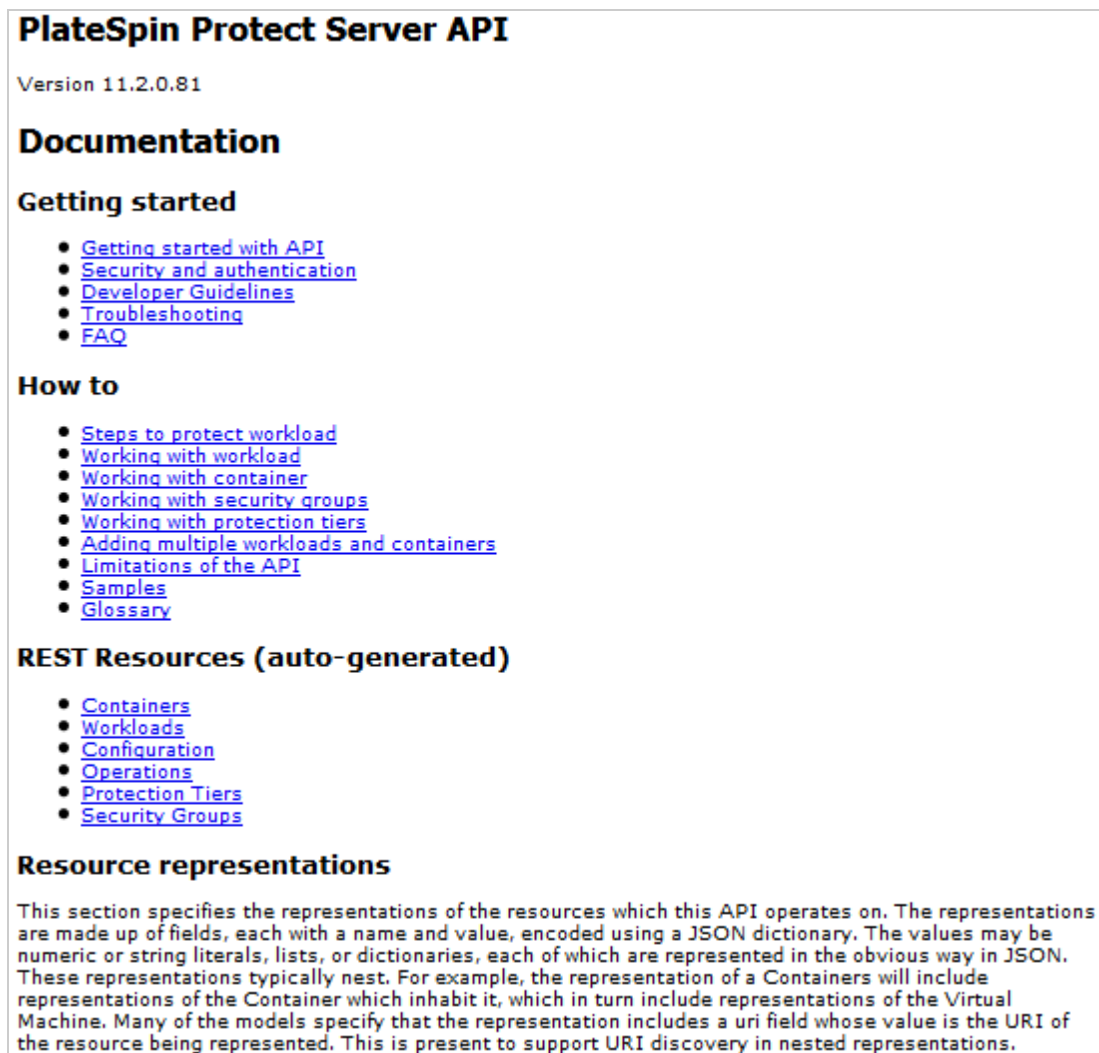 PlateSpin Protect Server API
Version 11.2.0.81
Documentation
Getting started
Getting started with API
Security and authentication
Developer Guidelines
Troubleshooting
FAQ
How to
Steps to protect workload
Working with workload
Working with container
Working with security groups
Working with protection tiers
Adding multiple workloads and containers
Limitations of the API
Samples
Glossary
REST Resources (auto-generated)
Containers
Workloads
Configuration
Operations
Protection Tiers
Security Groups
Resource representations
This section specifies the representations of the resources which this API operates on. The representations
are made up of fields, each with a name and value, encoded using a JSON dictionary. The values may be
numeric or string literals, lists, or dictionaries, each of which are represented in the obvious way in JSON.
These representations typically nest. For example, the representation of a Containers will include
representations of the Container which inhabit it, which in turn include representations of the Virtual
Machine. Many of the models specify that the representation includes a uri field whose value is the URI of
the resource being represented. This is present to support URI discovery in nested representations.